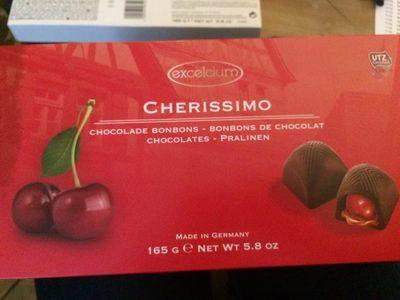 excelcium
UTZ
CHERISSIMO
CHOCOLADE BONBONS - BONBONS DE CHOCOLAT
CHOCOLATES - PRALINEN
MADE IN GERMANY
165 G ℮ NET WT 5.8 OZ